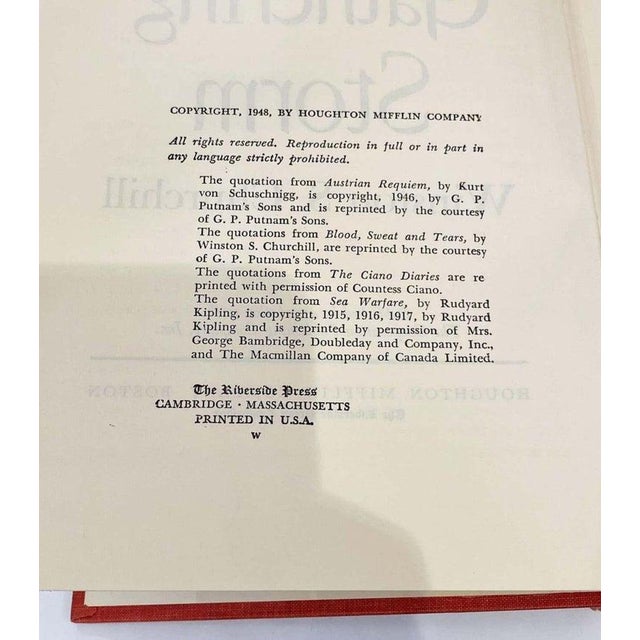 COPYRIGHT, 1948, BY HOUGHTON MIFFLIN COMPANY
All rights reserved. Reproduction in full or in part in
any language strictly prohibited.
The quotation from Austrian Requiem, by Kurt
von Schuschnigg, is copyright, 1946, by G. P.
Putnam's Sons and is reprinted by the courtesy
of G. P. Putnam's Sons.
The quotations from Blood, Sweat and Tears, by
Winston S. Churchill, are reprinted by the courtesy
of G. P. Putnam's Sons.
The quotations from The Ciano Diaries are re
printed with permission of Countess Ciano.
The quotation from Sea Warfare, by Rudyard
Kipling, is copyright, 1915, 1916, 1917, by Rudyard
Kipling and is reprinted by permission of Mrs.
George Bambridge, Doubleday and Company, Inc.,
and The Macmillan Company of Canada Limited.
The Riverside Press
CAMBRIDGE · MASSACHUSETTS
PRINTED IN U.S.A.
W